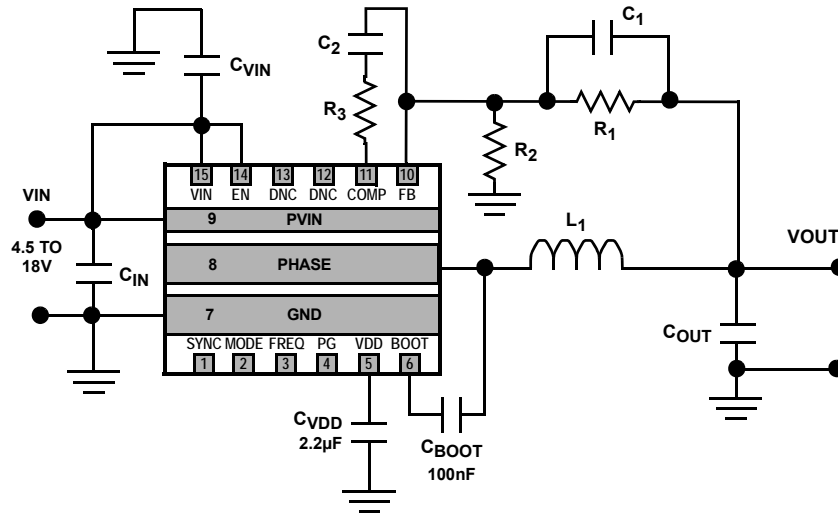 C1
C2
CVIN
R3
R1
R2
15 14 13 12 11 10
VIN EN DNC DNC COMP FB
VIN
9 PVIN
L1
4.5 TO
18V
VOUT
8 PHASE
CIN
7 GND
COUT
SYNC MODE FREQ PG VDD BOOT
1 2 3 4 5 6
CVDD
2.2µF
CBOOT
100nF